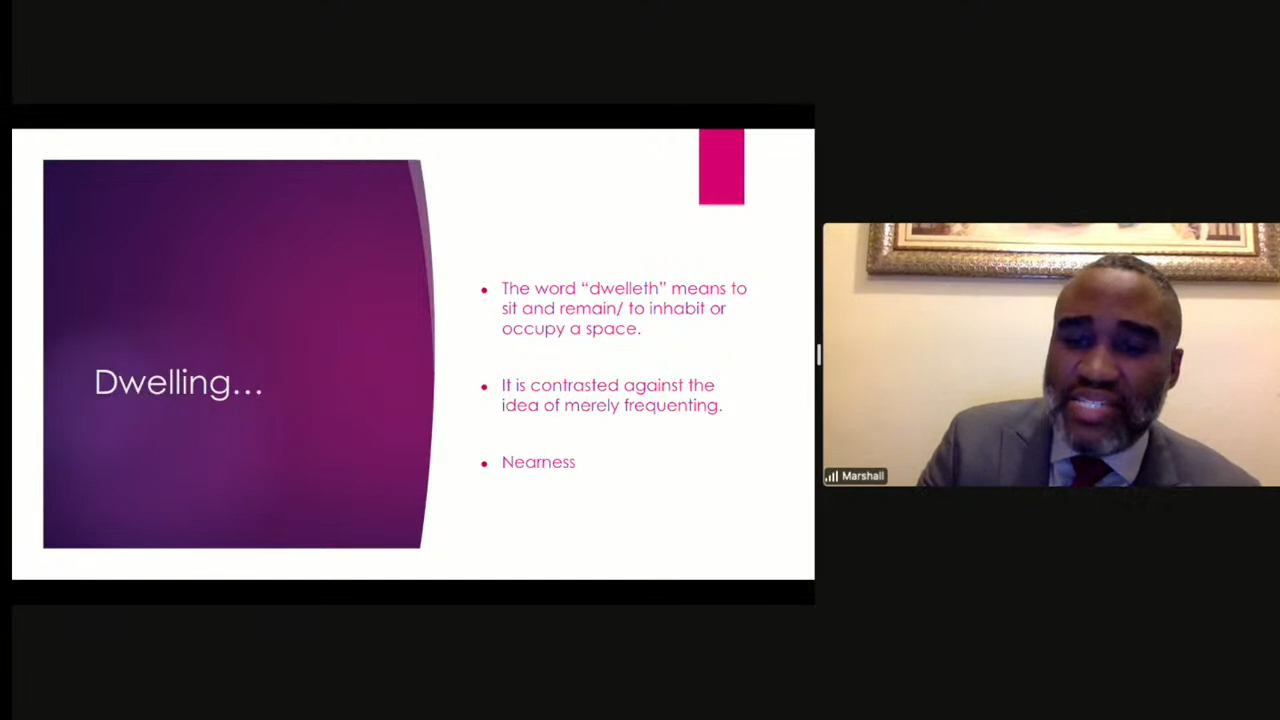 Dwelling…
The word “dwelleth” means to
sit and remain/ to inhabit or
occupy a space.
It is contrasted against the
idea of merely frequenting.
Nearness
Marshall